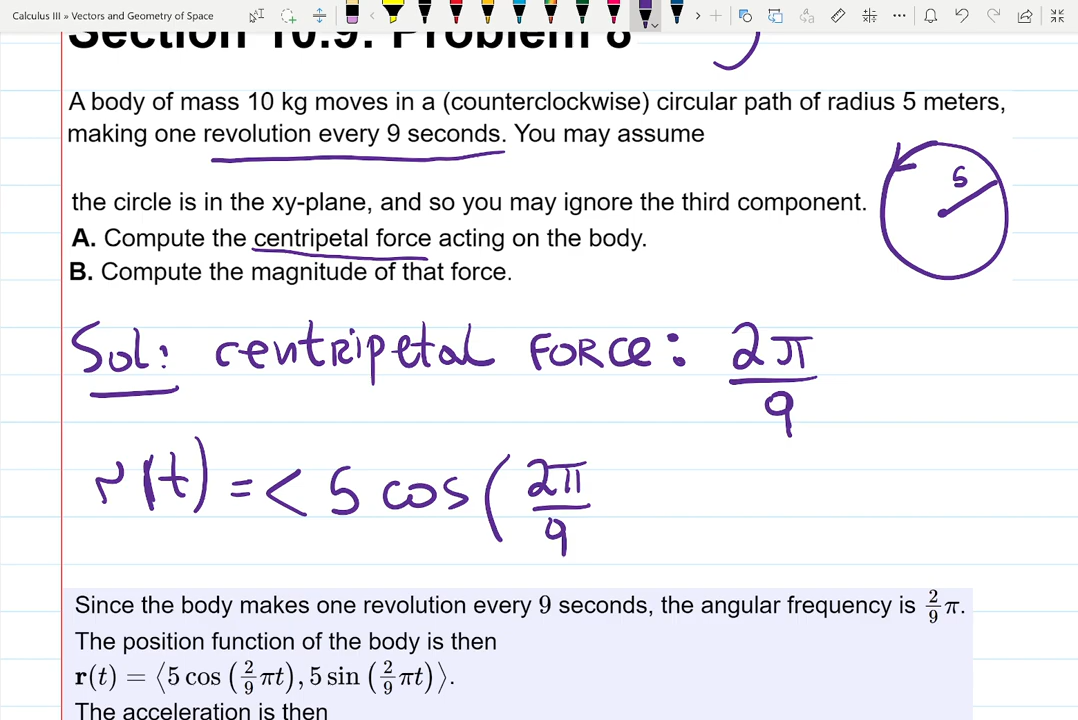 Calculus III » Vectors and Geometry of Space
Section 10.9: Problem 8
A body of mass 10 kg moves in a (counterclockwise) circular path of radius 5 meters,
making one revolution every 9 seconds. You may assume
5
the circle is in the xy-plane, and so you may ignore the third component.
A. Compute the centripetal force acting on the body.
B. Compute the magnitude of that force.
Sol: centripetal FORCE: 2π/9
r(t) = < 5 cos ( 2π/9
Since the body makes one revolution every 9 seconds, the angular frequency is 2/9 π.
The position function of the body is then
r(t) = ⟨5 cos (2/9 πt), 5 sin (2/9 πt)⟩.
The acceleration is then